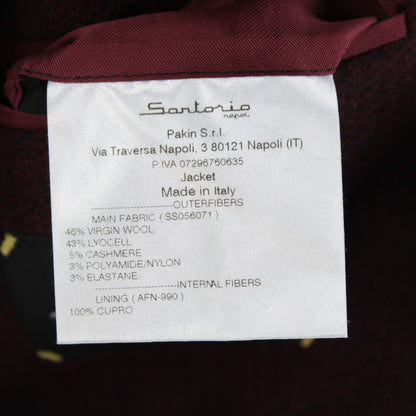 Sartorio
napoli
Pakin S.r.l.
Via Traversa Napoli, 3 80121 Napoli (IT)
P.IVA 07296760635
Jacket
Made in Italy
--------------------------------OUTERFIBERS
MAIN FABRIC ( SS056071 )
46% VIRGIN WOOL
43% LYOCELL
5% CASHMERE
3% POLYAMIDE/NYLON
3% ELASTANE
--------------------------------INTERNAL FIBERS
LINING ( AFN-990 )
100% CUPRO